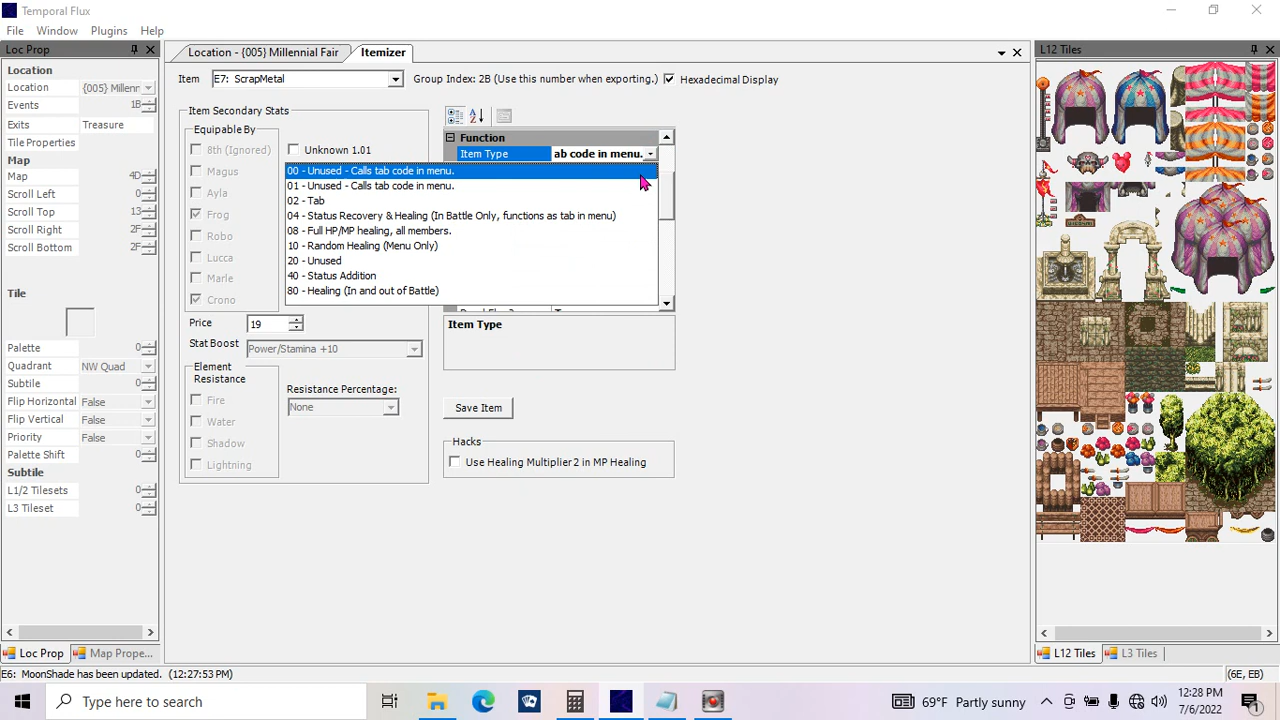 Temporal Flux
File Window Plugins Help
Loc Prop
Location - {005} Millennial Fair
Itemizer
L12 Tiles
Location
Location {005} Millenn
Events 1B
Exits Treasure
Tile Properties
Map
Map 4D
Scroll Left 0
Scroll Top 13
Scroll Right 2F
Scroll Bottom 2F
Tile
Palette 0
Quadrant NW Quad
Subtile 0
Flip Horizontal False
Flip Vertical False
Priority False
Palette Shift 0
Subtile
L1/2 Tilesets 0
L3 Tileset 0
Item E7: ScrapMetal Group Index: 2B (Use this number when exporting.) Hexadecimal Display
Item Secondary Stats
Equipable By
8th (Ignored)
Magus
Ayla
Frog
Robo
Lucca
Marle
Crono
Unknown 1.01
Price 19
Stat Boost Power/Stamina +10
Element
Resistance
Fire
Water
Shadow
Lightning
Resistance Percentage:
None
Function
Item Type ab code in menu.
00 - Unused - Calls tab code in menu.
01 - Unused - Calls tab code in menu.
02 - Tab
04 - Status Recovery & Healing (In Battle Only, functions as tab in menu)
08 - Full HP/MP healing, all members.
10 - Random Healing (Menu Only)
20 - Unused
40 - Status Addition
80 - Healing (In and out of Battle)
Item Type
Save Item
Hacks
Use Healing Multiplier 2 in MP Healing
Loc Prop Map Prope...
L12 Tiles L3 Tiles
E6: MoonShade has been updated. (12:27:53 PM)
(6E, EB)
Type here to search
69°F Partly sunny
12:28 PM
7/6/2022
1